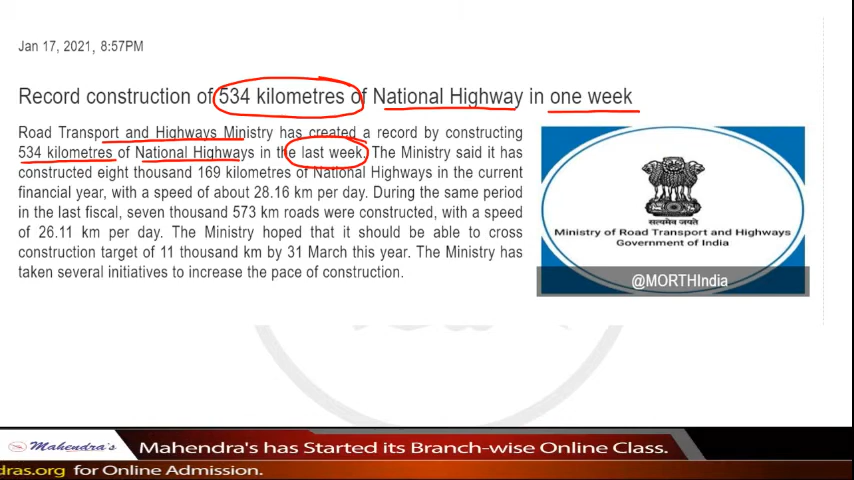 Jan 17, 2021, 8:57PM
Record construction of 534 kilometres of National Highway in one week
Road Transport and Highways Ministry has created a record by constructing
534 kilometres of National Highways in the last week. The Ministry said it has
constructed eight thousand 169 kilometres of National Highways in the current
financial year, with a speed of about 28.16 km per day. During the same period
in the last fiscal, seven thousand 573 km roads were constructed, with a speed
of 26.11 km per day. The Ministry hoped that it should be able to cross
construction target of 11 thousand km by 31 March this year. The Ministry has
taken several initiatives to increase the pace of construction.
सत्यमेव जयते
Ministry of Road Transport and Highways
Government of India
@MORTHIndia
Mahendra's
Mahendra's has Started its Branch-wise Online Class.
dras.org for Online Admission.